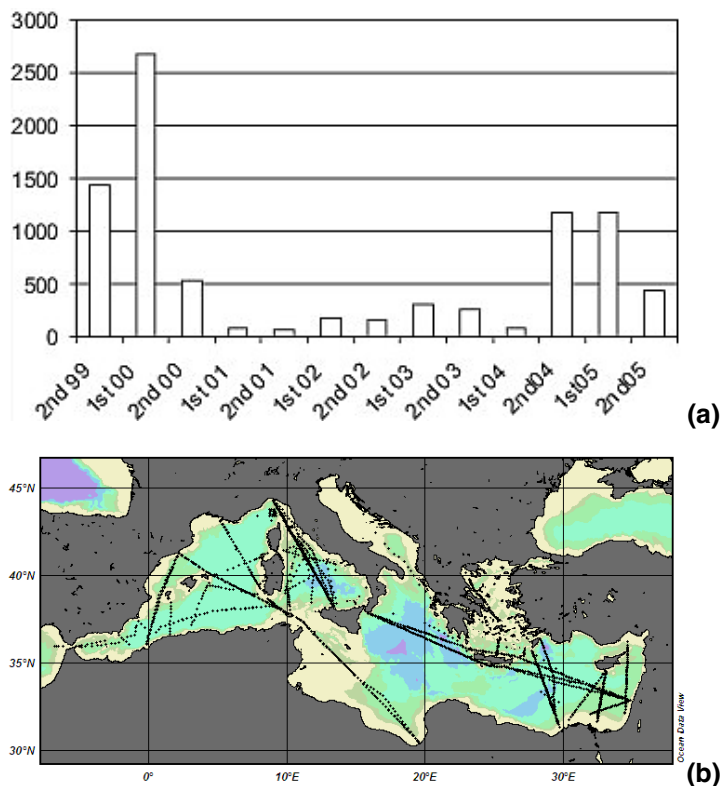 3000
2500
2000
1500
1000
500
0
2nd 99
1st 00
2nd 00
1st 01
2nd 01
1st 02
2nd 02
1st 03
2nd 03
1st 04
2nd04
1st05
2nd05
(a)
45°N
40°N
35°N
30°N
0°
10°E
20°E
30°E
Ocean Data View
(b)